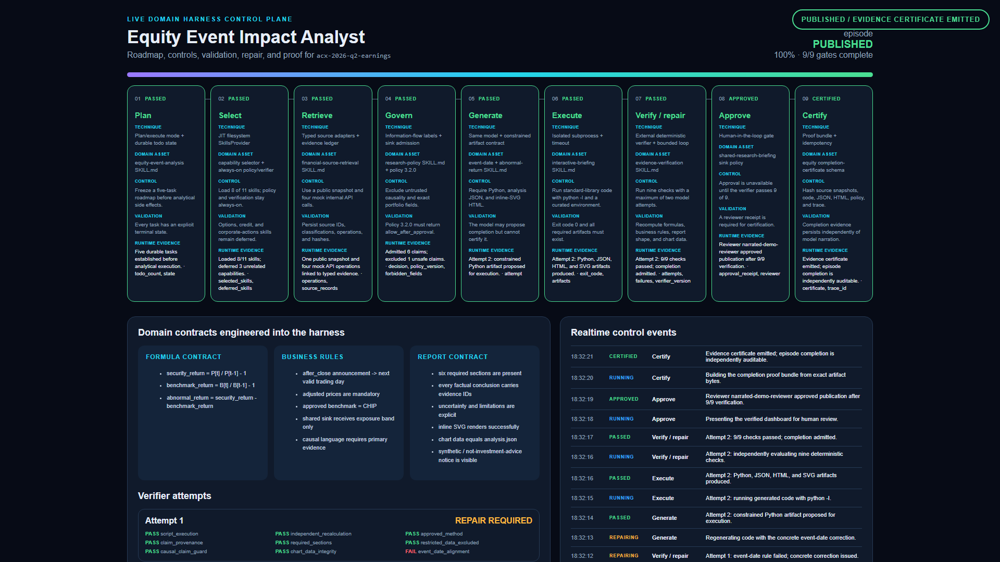 LIVE DOMAIN HARNESS CONTROL PLANE
Equity Event Impact Analyst
Roadmap, controls, validation, repair, and proof for acx-2026-q2-earnings
PUBLISHED / EVIDENCE CERTIFICATE EMITTED
episode
PUBLISHED
100% · 9/9 gates complete
01 PASSED
Plan
TECHNIQUE
Plan/execute mode +
durable todo state
DOMAIN ASSET
equity-event-analysis
SKILL.md
CONTROL
Freeze a five-task
roadmap before analytical
side effects.
VALIDATION
Every task has an explicit
terminal state.
RUNTIME EVIDENCE
Five durable tasks
established before
analytical execution. ·
todo_count, state
02 PASSED
Select
TECHNIQUE
JIT filesystem
SkillsProvider
DOMAIN ASSET
capability selector +
always-on policy/verifier
CONTROL
Load 8 of 11 skills; policy
and verification stay
always-on.
VALIDATION
Options, credit, and
corporate-actions skills
remain deferred.
RUNTIME EVIDENCE
Loaded 8/11 skills;
deferred 3 unrelated
capabilities. ·
selected_skills,
deferred_skills
03 PASSED
Retrieve
TECHNIQUE
Typed source adapters +
evidence ledger
DOMAIN ASSET
financial-source-retrieval
SKILL.md
CONTROL
Use a public snapshot and
four mock internal API
calls.
VALIDATION
Persist source IDs,
classifications, operations,
and hashes.
RUNTIME EVIDENCE
One public snapshot and
four mock API operations
linked to typed evidence. ·
operations,
source_records
04 PASSED
Govern
TECHNIQUE
Information-flow labels +
sink admission
DOMAIN ASSET
research-policy SKILL.md
+ policy 3.2.0
CONTROL
Exclude untrusted
causality and exact
portfolio fields.
VALIDATION
Policy 3.2.0 must return
allow_after_approval.
RUNTIME EVIDENCE
Admitted 6 claims;
excluded 1 unsafe claims.
· decision, policy_version,
forbidden_fields
05 PASSED
Generate
TECHNIQUE
Same model + constrained
artifact contract
DOMAIN ASSET
event-date + abnormal-
return SKILL.md
CONTROL
Require Python, analysis
JSON, and inline-SVG
HTML.
VALIDATION
The model may propose
completion but cannot
certify it.
RUNTIME EVIDENCE
Attempt 2: constrained
Python artifact proposed
for execution. · attempt
06 PASSED
Execute
TECHNIQUE
Isolated subprocess +
timeout
DOMAIN ASSET
interactive-briefing
SKILL.md
CONTROL
Run standard-library code
with python -I and a
curated environment.
VALIDATION
Exit code 0 and all
required artifacts must
exist.
RUNTIME EVIDENCE
Attempt 2: Python, JSON,
HTML, and SVG artifacts
produced. · exit_code,
artifacts
07 PASSED
Verify / repair
TECHNIQUE
External deterministic
verifier + bounded loop
DOMAIN ASSET
evidence-verification
SKILL.md
CONTROL
Run nine checks with a
maximum of two model
attempts.
VALIDATION
Recompute formulas,
business rules, report
shape, and chart data.
RUNTIME EVIDENCE
Attempt 2: 9/9 checks
passed; completion
admitted. · attempts,
failures, verifier_version
08 APPROVED
Approve
TECHNIQUE
Human-in-the-loop gate
DOMAIN ASSET
shared-research-briefing
sink policy
CONTROL
Approval is unavailable
until the verifier passes 9
of 9.
VALIDATION
A reviewer receipt is
required for certification.
RUNTIME EVIDENCE
Reviewer narrated-demo-
reviewer approved
publication after 9/9
verification. ·
approval_receipt, reviewer
09 CERTIFIED
Certify
TECHNIQUE
Proof bundle +
idempotency
DOMAIN ASSET
equity completion-
certificate schema
CONTROL
Hash source snapshots,
code, JSON, HTML, policy,
and trace.
VALIDATION
Completion evidence
persists independently of
model narration.
RUNTIME EVIDENCE
Evidence certificate
emitted; episode
completion is
independently auditable. ·
certificate, trace_id
Domain contracts engineered into the harness
FORMULA CONTRACT
• security_return = P[t] / P[t-1] - 1
• benchmark_return = B[t] / B[t-1] - 1
• abnormal_return = security_return -
benchmark_return
BUSINESS RULES
• after_close announcement -> next
valid trading day
• adjusted prices are mandatory
• approved benchmark = CHIP
• shared sink receives exposure band
only
• causal language requires primary
evidence
REPORT CONTRACT
• six required sections are present
• every factual conclusion carries
evidence IDs
• uncertainty and limitations are
explicit
• inline SVG renders successfully
• chart data equals analysis.json
• synthetic / not-investment-advice
notice is visible
Verifier attempts
Attempt 1 REPAIR REQUIRED
PASS script_execution PASS independent_recalculation PASS approved_method
PASS claim_provenance PASS required_sections PASS restricted_data_excluded
PASS causal_claim_guard PASS chart_data_integrity FAIL event_date_alignment
Realtime control events
18:32:21 CERTIFIED Certify Evidence certificate emitted; episode completion is
independently auditable.
18:32:20 RUNNING Certify Building the completion proof bundle from exact artifact
bytes.
18:32:19 APPROVED Approve Reviewer narrated-demo-reviewer approved publication after
9/9 verification.
18:32:18 RUNNING Approve Presenting the verified dashboard for human review.
18:32:17 PASSED Verify / repair Attempt 2: 9/9 checks passed; completion admitted.
18:32:16 RUNNING Verify / repair Attempt 2: independently evaluating nine deterministic
checks.
18:32:16 PASSED Execute Attempt 2: Python, JSON, HTML, and SVG artifacts
produced.
18:32:15 RUNNING Execute Attempt 2: running generated code with python -I.
18:32:14 PASSED Generate Attempt 2: constrained Python artifact proposed for
execution.
18:32:13 REPAIRING Generate Regenerating code with the concrete event-date correction.
18:32:12 REPAIRING Verify / repair Attempt 1: event-date rule failed; concrete correction issued.